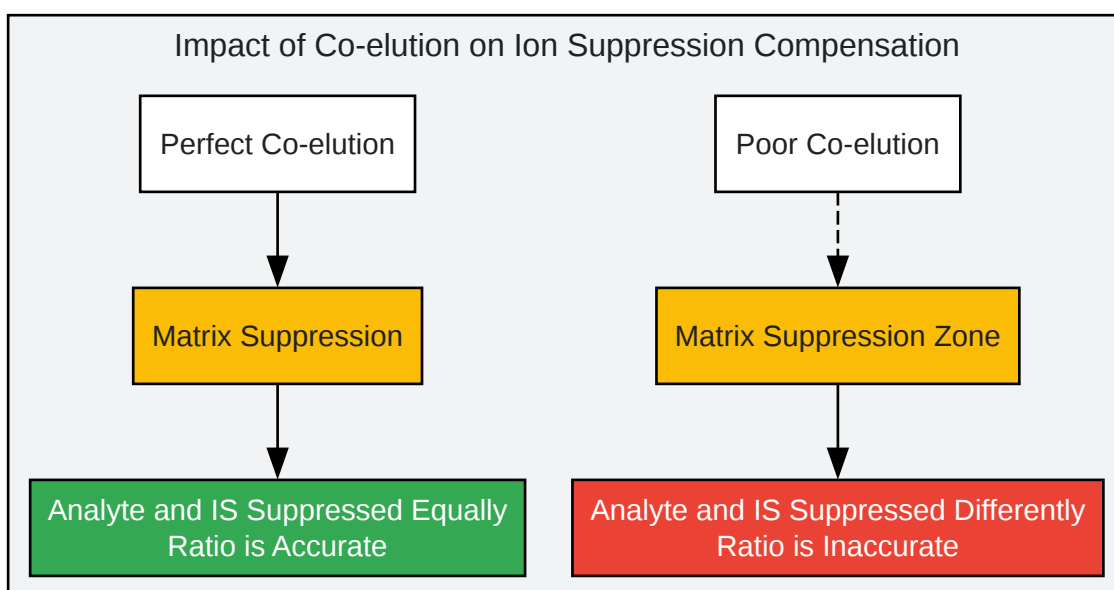 Impact of Co-elution on Ion Suppression Compensation
Perfect Co-elution
Poor Co-elution
Matrix Suppression
Matrix Suppression Zone
Analyte and IS Suppressed Equally
Ratio is Accurate
Analyte and IS Suppressed Differently
Ratio is Inaccurate